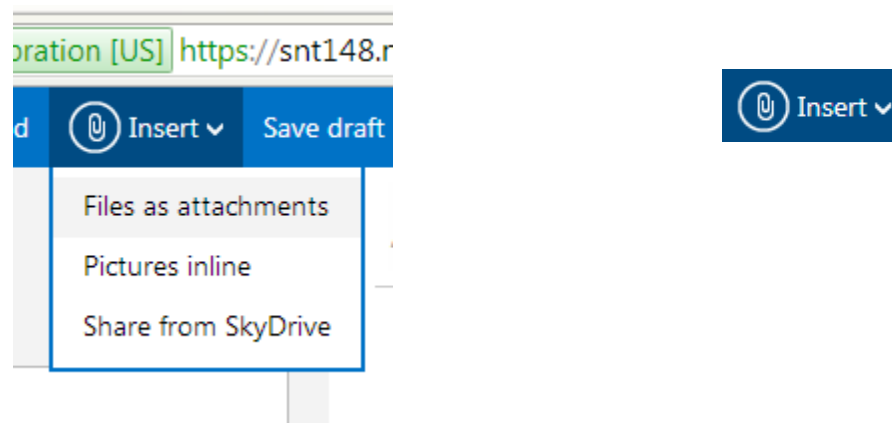 oration [US] https://snt148.r
d Insert Save draft
Insert
Files as attachments
Pictures inline
Share from SkyDrive